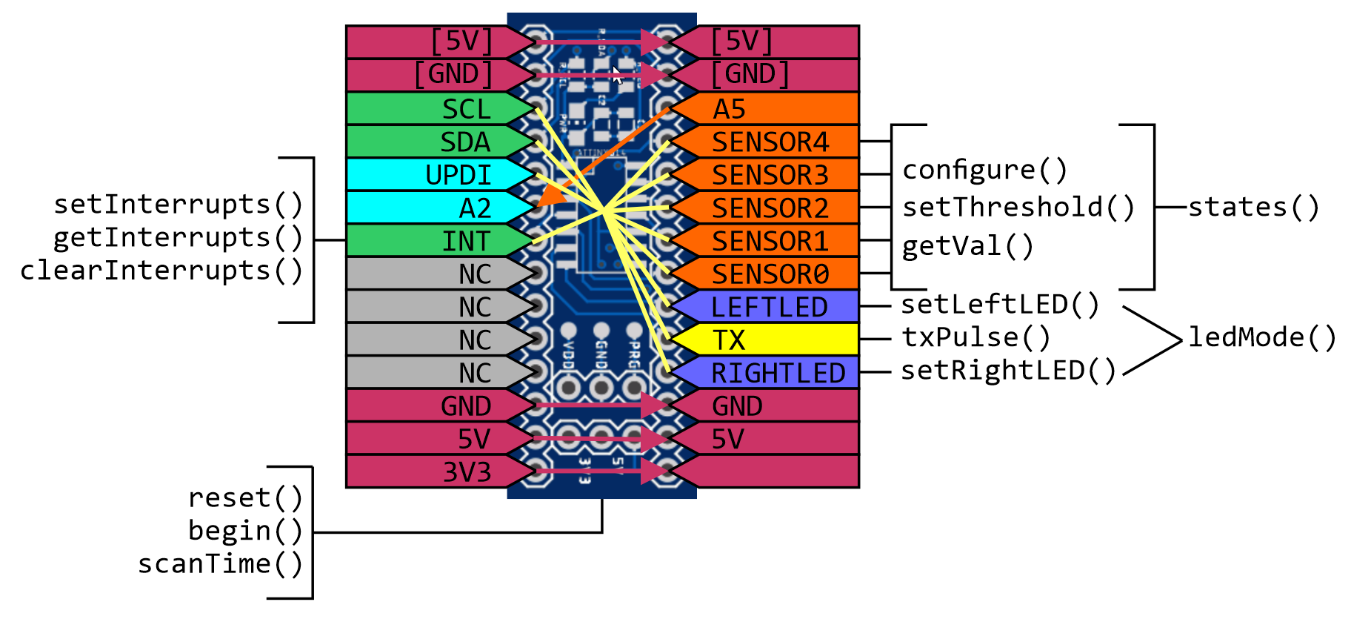 [5V] [5V]
[GND] [GND]
SCL A5
SDA SENSOR4
UPDI SENSOR3
A2 SENSOR2
INT SENSOR1
NC SENSOR0
NC LEFTLED
NC TX
NC RIGHTLED
GND GND
5V 5V
3V3
setInterrupts()
getInterrupts()
clearInterrupts()
reset()
begin()
scanTime()
configure()
setThreshold()
getVal()
states()
setLeftLED()
txPulse()
setRightLED()
ledMode()
VDD
GND
PRG
3V3
5V